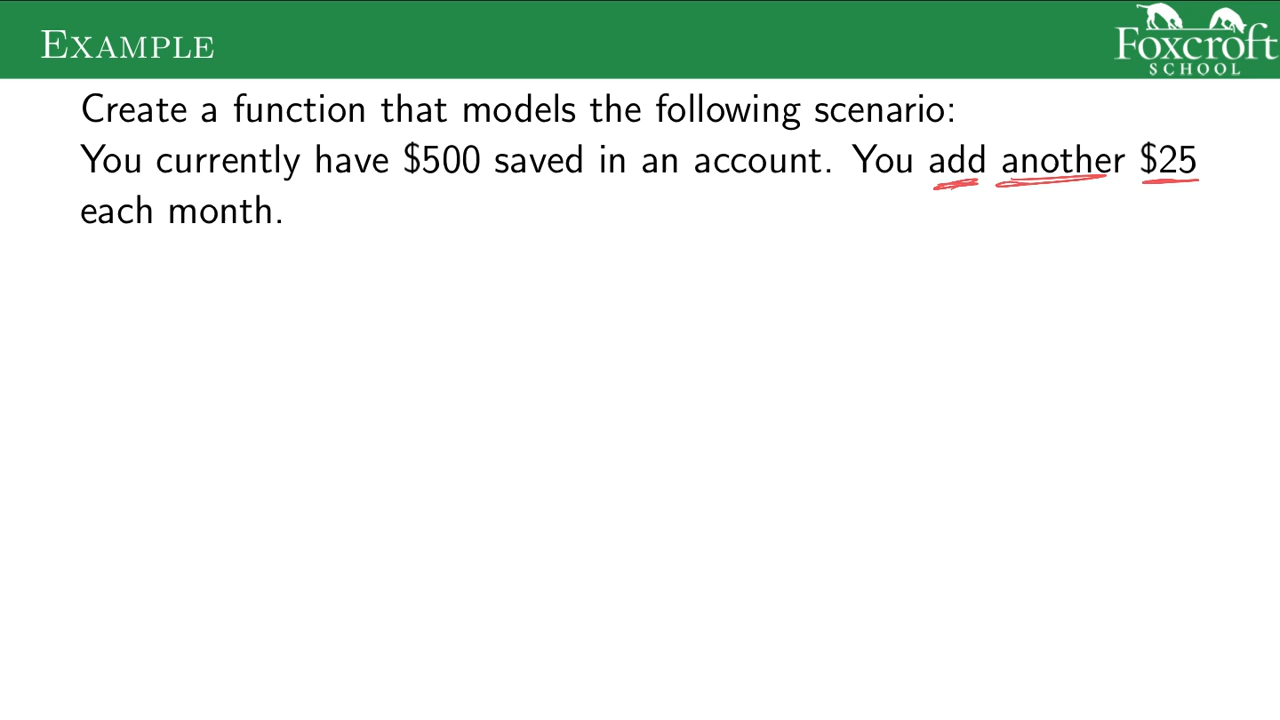 EXAMPLE
Foxcroft
SCHOOL
Create a function that models the following scenario:
You currently have $500 saved in an account. You add another $25
each month.